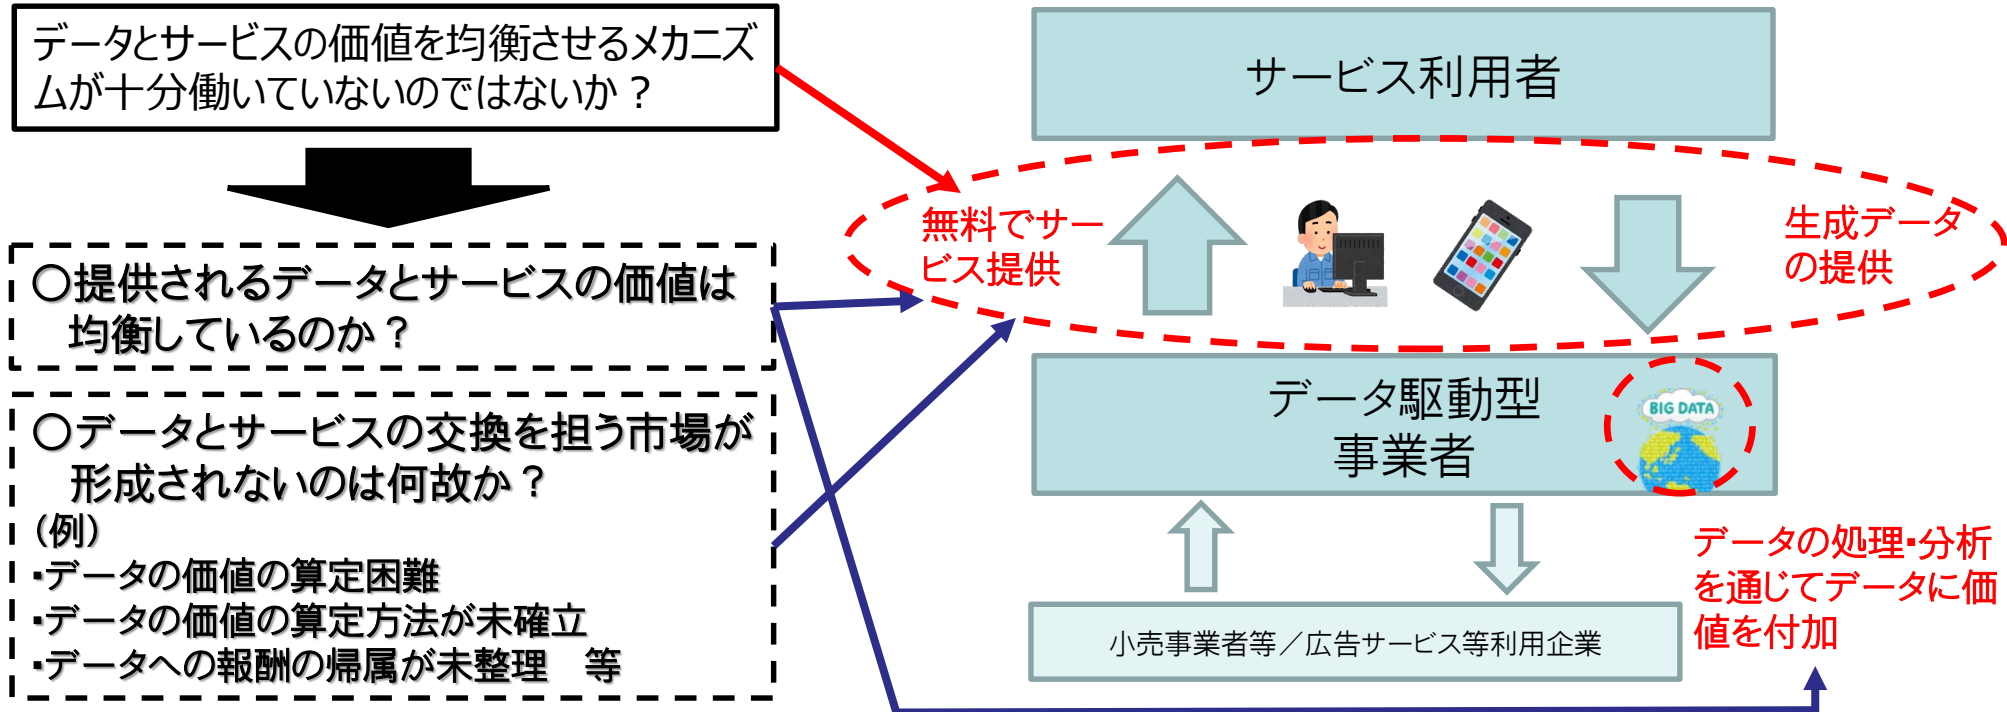 データとサービスの価値を均衡させるメカニズ
ムが十分働いていないのではないか？
○提供されるデータとサービスの価値は
均衡しているのか？
○データとサービスの交換を担う市場が
形成されないのは何故か？
（例）
・データの価値の算定困難
・データの価値の算定方法が未確立
・データへの報酬の帰属が未整理　等
サービス利用者
無料でサー
ビス提供
生成データ
の提供
データ駆動型
事業者
BIG DATA
データの処理・分析
を通じてデータに価
値を付加
小売事業者等／広告サービス等利用企業